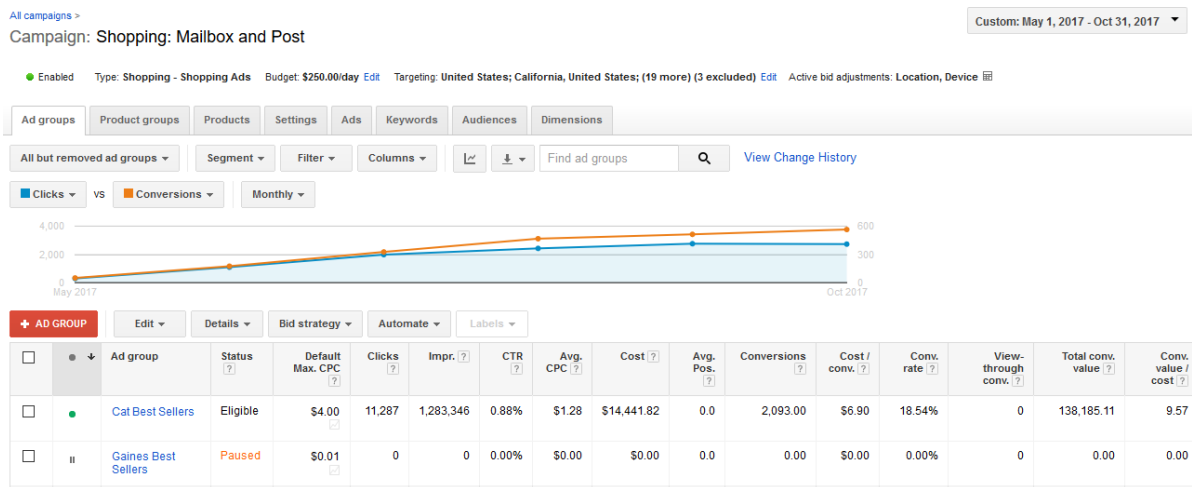 All campaigns >
Custom: May 1, 2017 - Oct 31, 2017
Campaign: Shopping: Mailbox and Post
Enabled Type: Shopping - Shopping Ads Budget: $250.00/day Edit Targeting: United States; California, United States; (19 more) (3 excluded) Edit Active bid adjustments: Location, Device
Ad groups Product groups Products Settings Ads Keywords Audiences Dimensions
All but removed ad groups Segment Filter Columns Find ad groups View Change History
Clicks vs Conversions Monthly
4,000 600
2,000 300
0 0
May 2017 Oct 2017
+ AD GROUP Edit Details Bid strategy Automate Labels
Ad group Status Default Clicks Impr. ? CTR Avg. Cost ? Avg. Conversions Cost / Conv. View- Total conv. Conv.
? Max. CPC ? ? CPC ? Pos. ? conv. ? rate ? through value ? value /
? ? conv. ? cost ?
Cat Best Sellers Eligible $4.00 11,287 1,283,346 0.88% $1.28 $14,441.82 0.0 2,093.00 $6.90 18.54% 0 138,185.11 9.57
Gaines Best Paused $0.01 0 0 0.00% $0.00 $0.00 0.0 0.00 $0.00 0.00% 0 0.00 0.00
Sellers